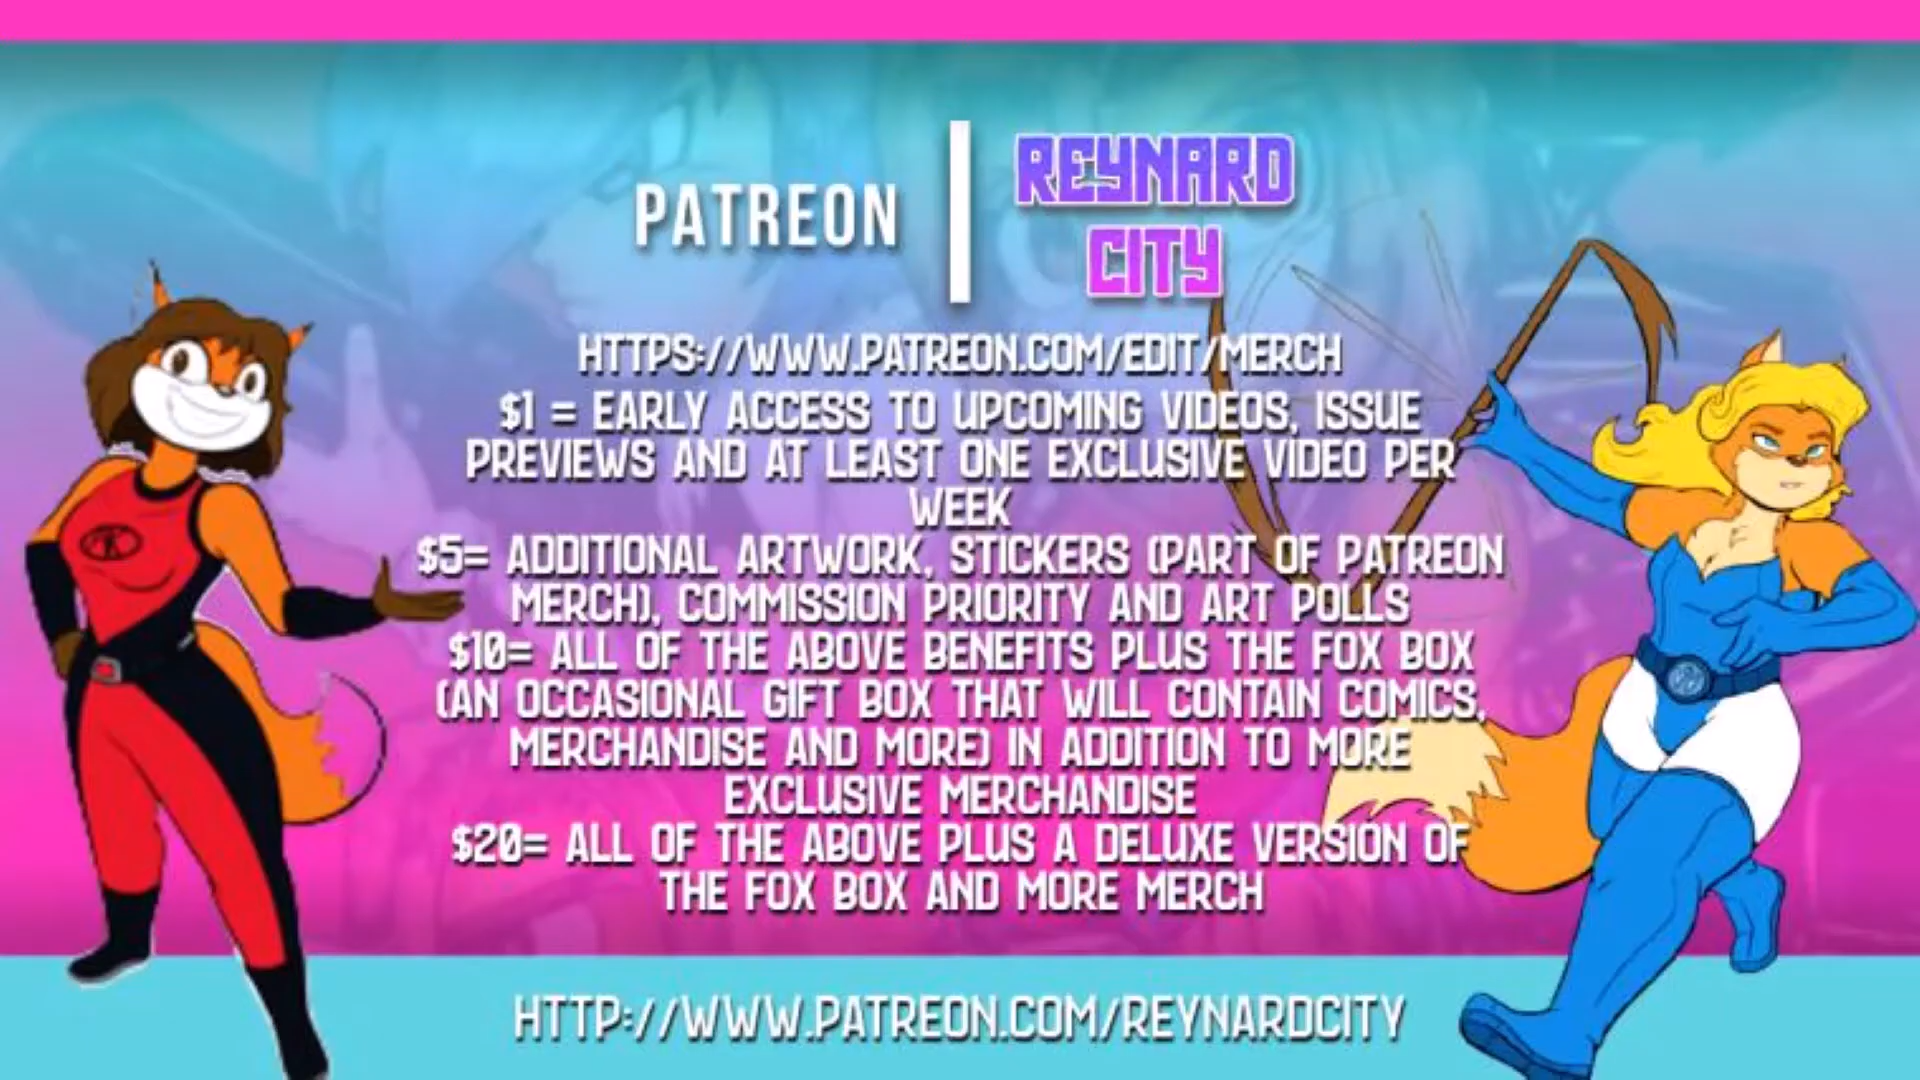 PATREON
REYNARD
CITY
HTTPS://WWW.PATREON.COM/EDIT/MERCH
$1 = EARLY ACCESS TO UPCOMING VIDEOS, ISSUE
PREVIEWS AND AT LEAST ONE EXCLUSIVE VIDEO PER
WEEK
$5= ADDITIONAL ARTWORK, STICKERS (PART OF PATREON
MERCH), COMMISSION PRIORITY AND ART POLLS
$10= ALL OF THE ABOVE BENEFITS PLUS THE FOX BOX
(AN OCCASIONAL GIFT BOX THAT WILL CONTAIN COMICS,
MERCHANDISE AND MORE) IN ADDITION TO MORE
EXCLUSIVE MERCHANDISE
$20= ALL OF THE ABOVE PLUS A DELUXE VERSION OF
THE FOX BOX AND MORE MERCH
HTTP://WWW.PATREON.COM/REYNARDCITY